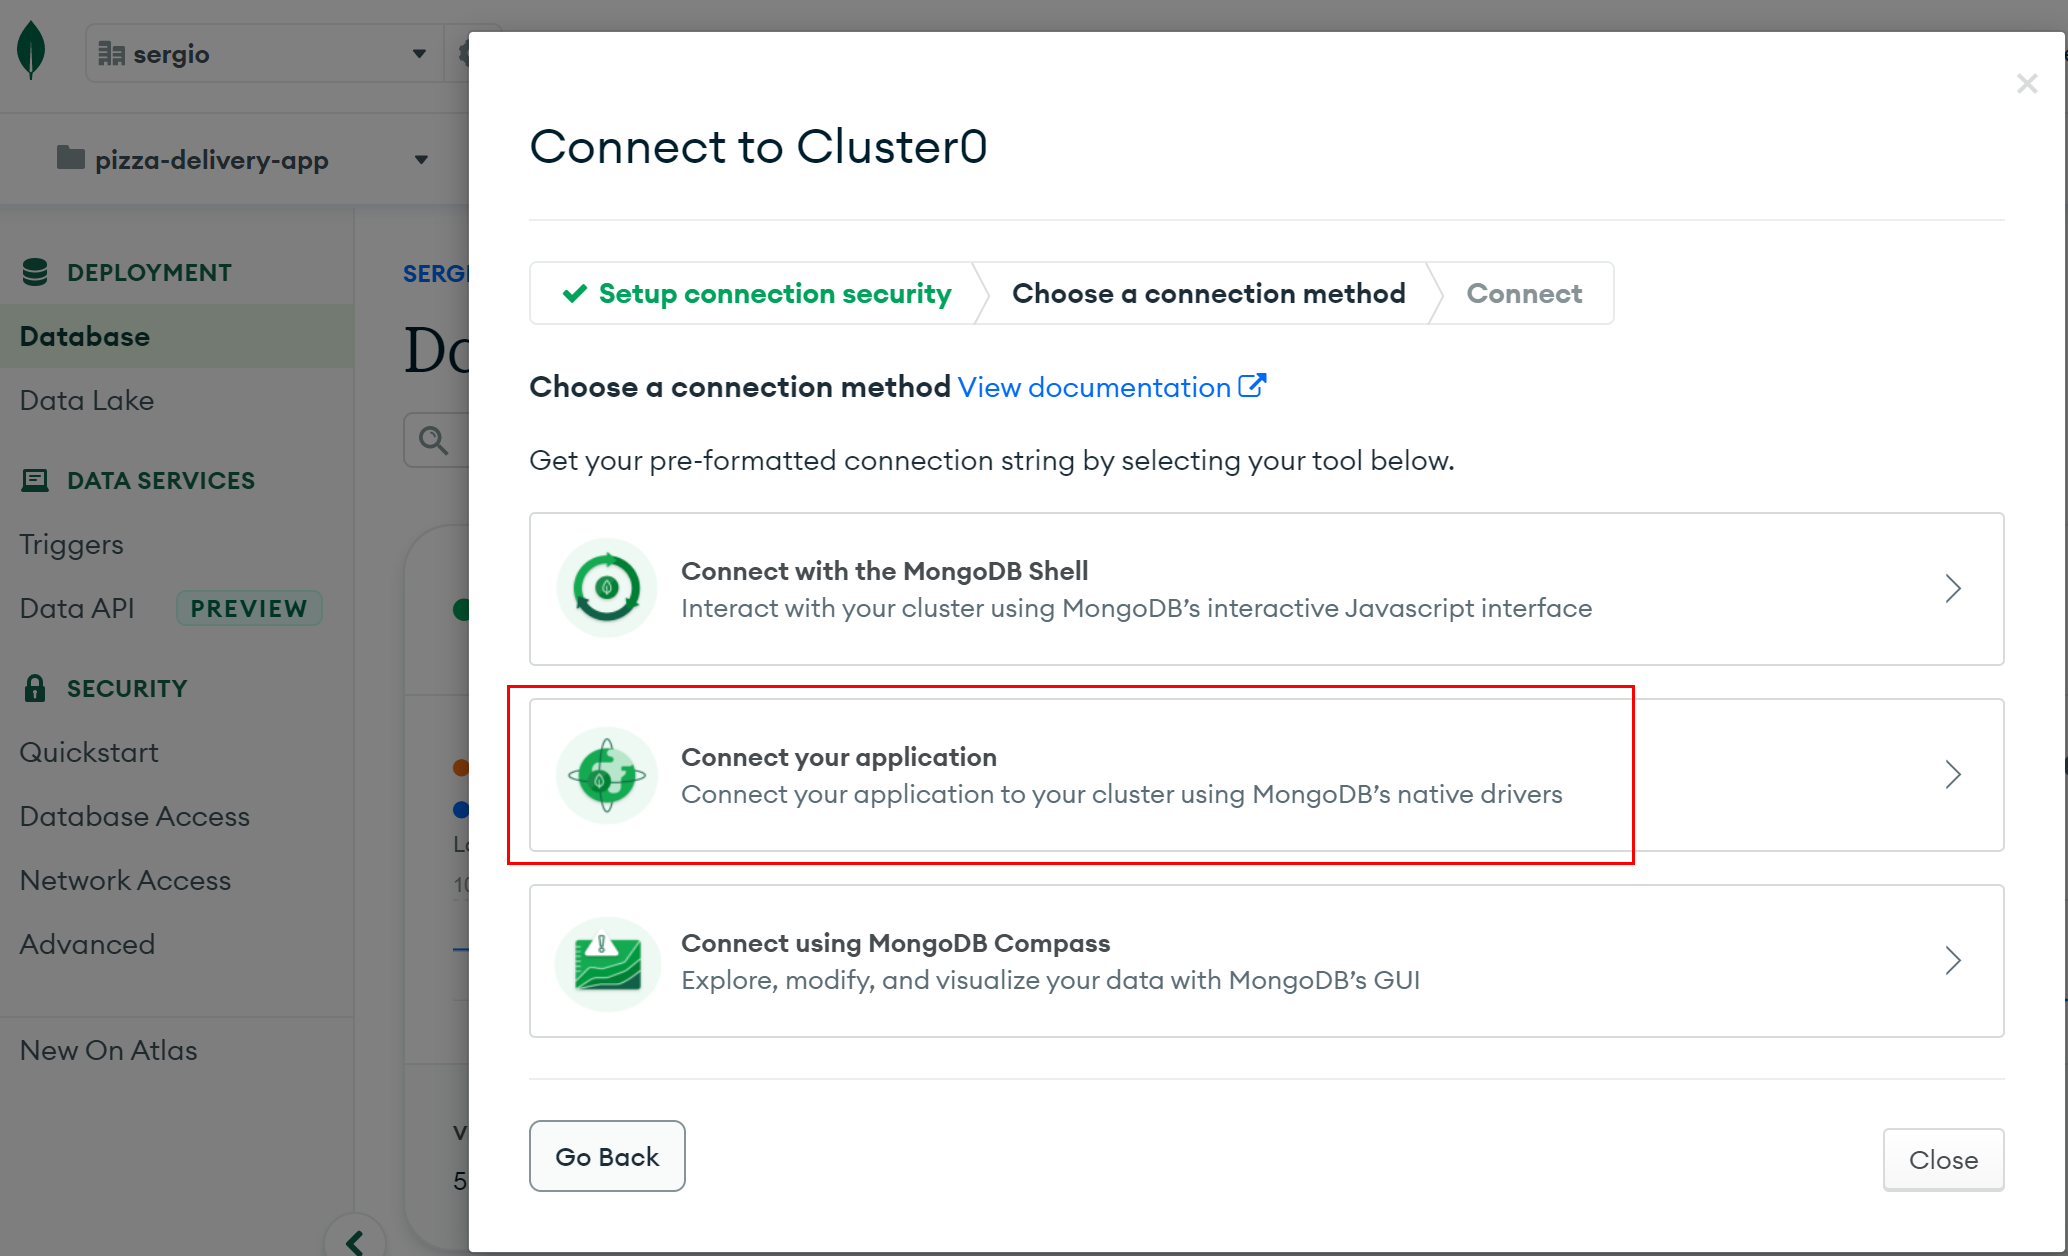 sergio
pizza-delivery-app
DEPLOYMENT
Database
Data Lake
DATA SERVICES
Triggers
Data API PREVIEW
SECURITY
Quickstart
Database Access
Network Access
Advanced
New On Atlas
Connect to Cluster0
Setup connection security
Choose a connection method
Connect
Choose a connection method View documentation
Get your pre-formatted connection string by selecting your tool below.
Connect with the MongoDB Shell
Interact with your cluster using MongoDB’s interactive Javascript interface
Connect your application
Connect your application to your cluster using MongoDB’s native drivers
Connect using MongoDB Compass
Explore, modify, and visualize your data with MongoDB’s GUI
Go Back
Close